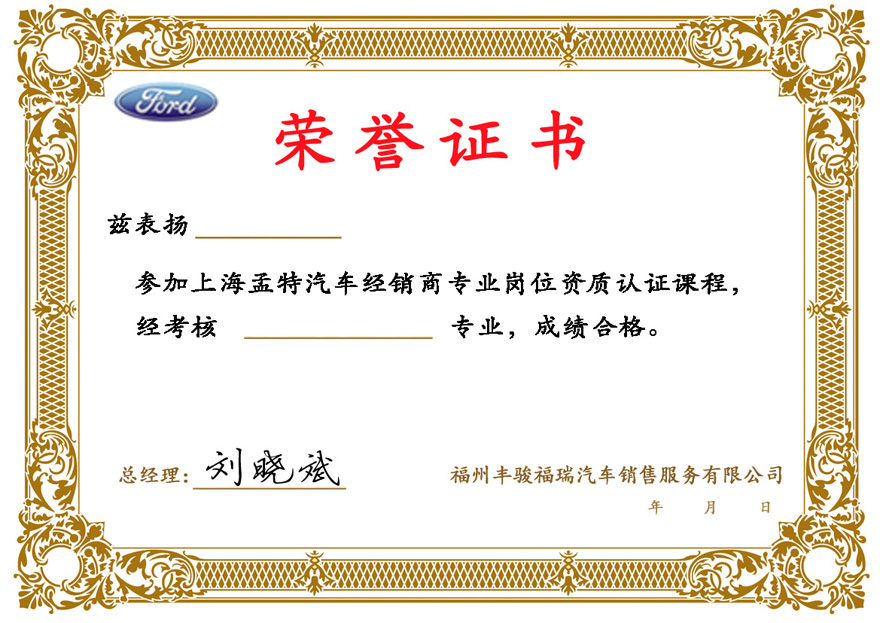 Ford
荣誉证书
兹表扬
参加上海孟特汽车经销商专业岗位资质认证课程，
经考核 专业，成绩合格。
总经理：刘晓斌
福州丰骏福瑞汽车销售服务有限公司
年 月 日